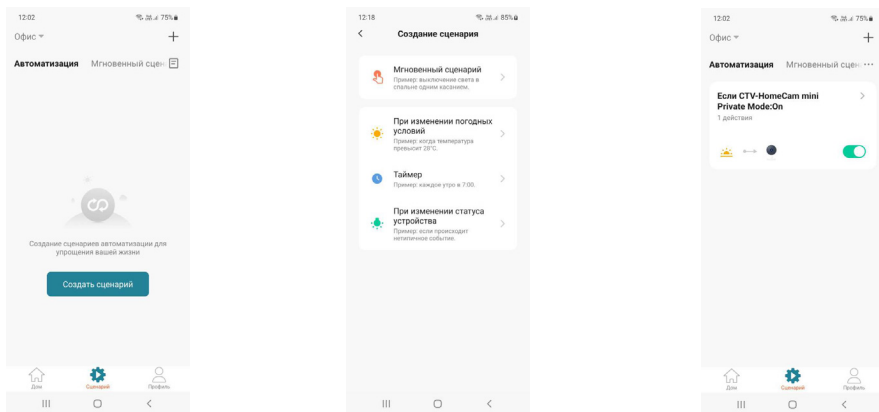 12:02
75%
Офис
Автоматизация Мгновенный сцен
Создание сценариев автоматизации для
упрощения вашей жизни
Создать сценарий
Дом Сценарий Профиль
12:18
85%
Создание сценария
Мгновенный сценарий
Пример: выключение света в
спальне одним касанием.
При изменении погодных
условий
Пример: когда температура
превысит 28°C.
Таймер
Пример: каждое утро в 7:00.
При изменении статуса
устройства
Пример: если происходит
нетипичное событие.
12:02
75%
Офис
Автоматизация Мгновенный сцен
Если CTV-HomeCam mini
Private Mode:On
1 действия
Дом Сценарий Профиль